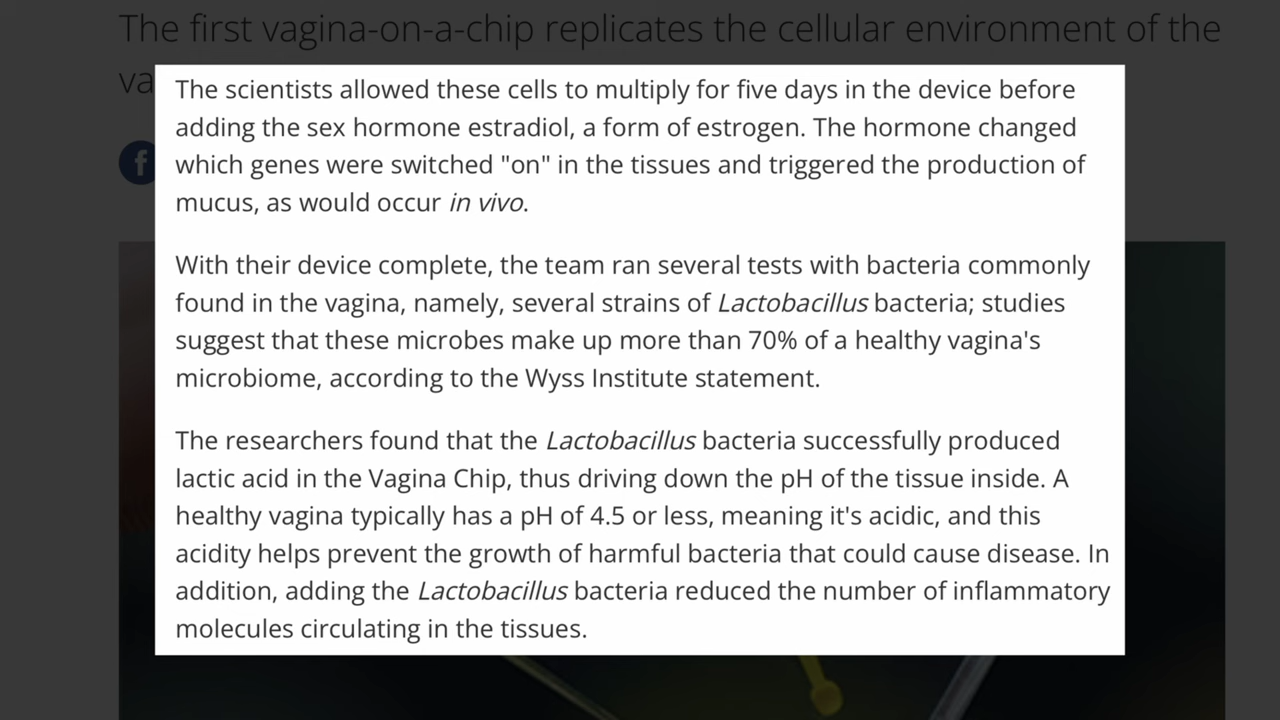 The first vagina-on-a-chip replicates the cellular environment of the
va
f
The scientists allowed these cells to multiply for five days in the device before
adding the sex hormone estradiol, a form of estrogen. The hormone changed
which genes were switched "on" in the tissues and triggered the production of
mucus, as would occur in vivo.
With their device complete, the team ran several tests with bacteria commonly
found in the vagina, namely, several strains of Lactobacillus bacteria; studies
suggest that these microbes make up more than 70% of a healthy vagina's
microbiome, according to the Wyss Institute statement.
The researchers found that the Lactobacillus bacteria successfully produced
lactic acid in the Vagina Chip, thus driving down the pH of the tissue inside. A
healthy vagina typically has a pH of 4.5 or less, meaning it's acidic, and this
acidity helps prevent the growth of harmful bacteria that could cause disease. In
addition, adding the Lactobacillus bacteria reduced the number of inflammatory
molecules circulating in the tissues.